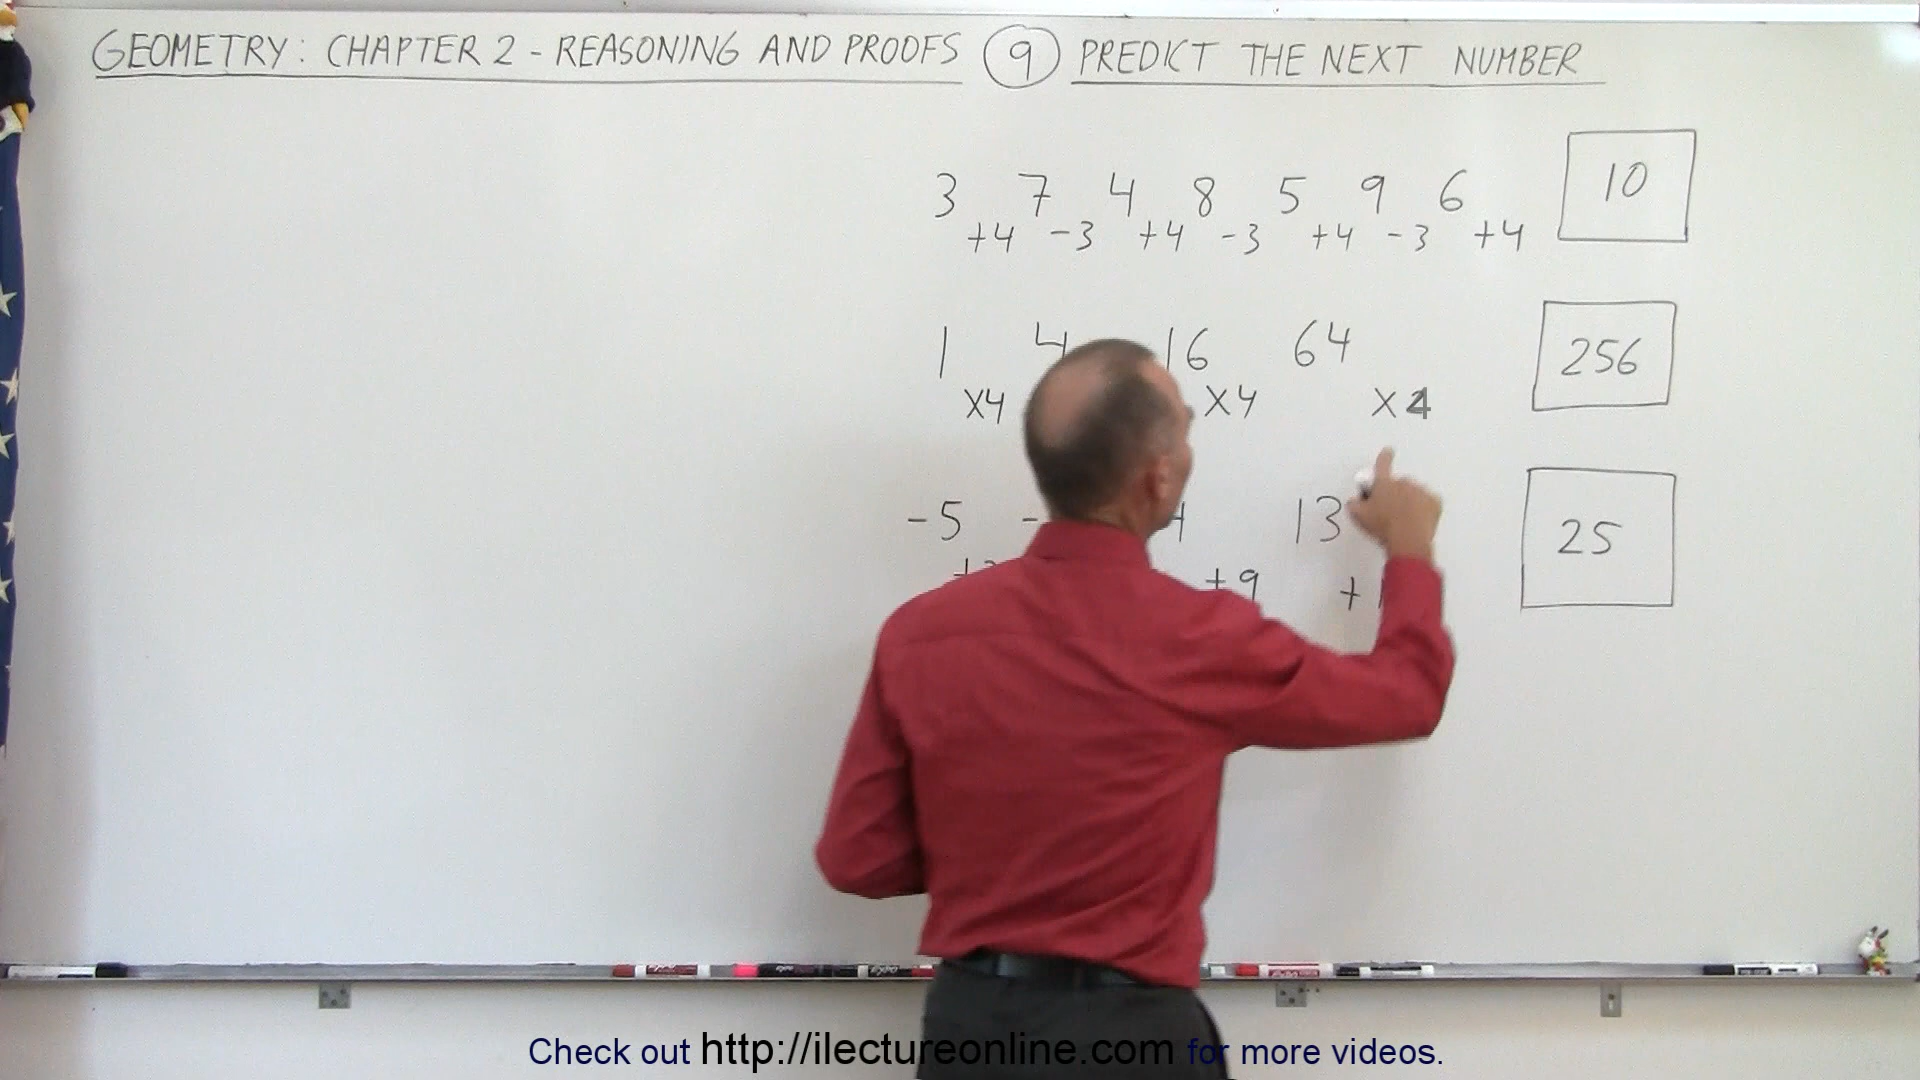 GEOMETRY: CHAPTER 2 - REASONING AND PROOFS 9 PREDICT THE NEXT NUMBER
3 7 4 8 5 9 6 10
+4 -3 +4 -3 +4 -3 +4
1 4 16 64 256
X4 X4 X4
-5 - 4 13 25
+9 +
Check out http://ilectureonline.com for more videos.